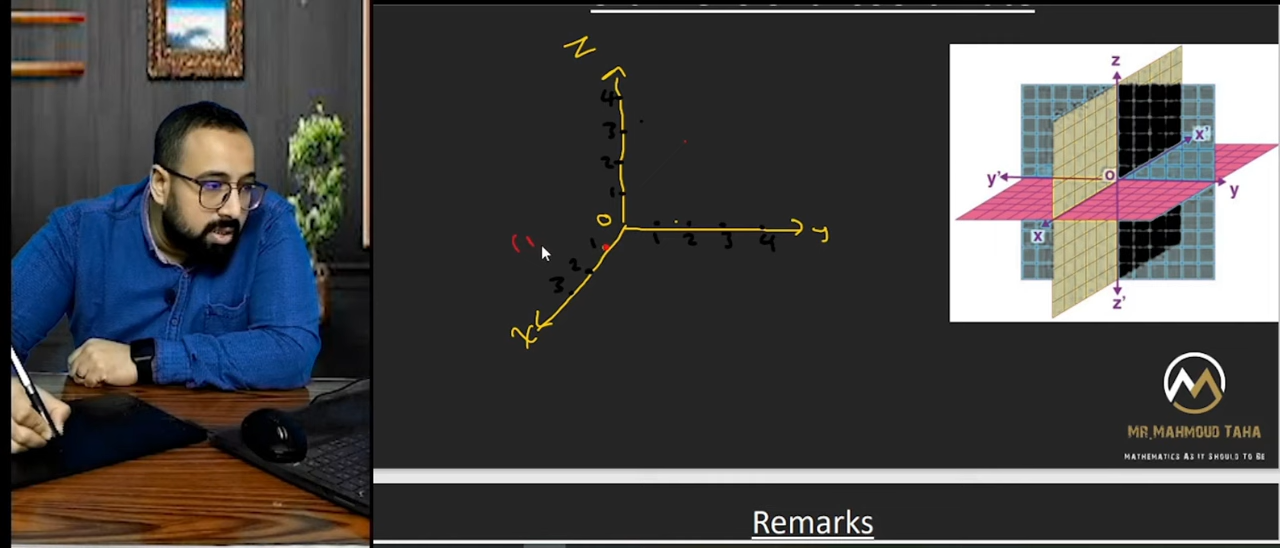 z
4
3
2
1
0
1 2 3 4 y
1
2
3
x
(1
z
x'
y' O y
x
z'
MR.MAHMOUD TAHA
MATHEMATICS AS IT SHOULD TO BE
Remarks